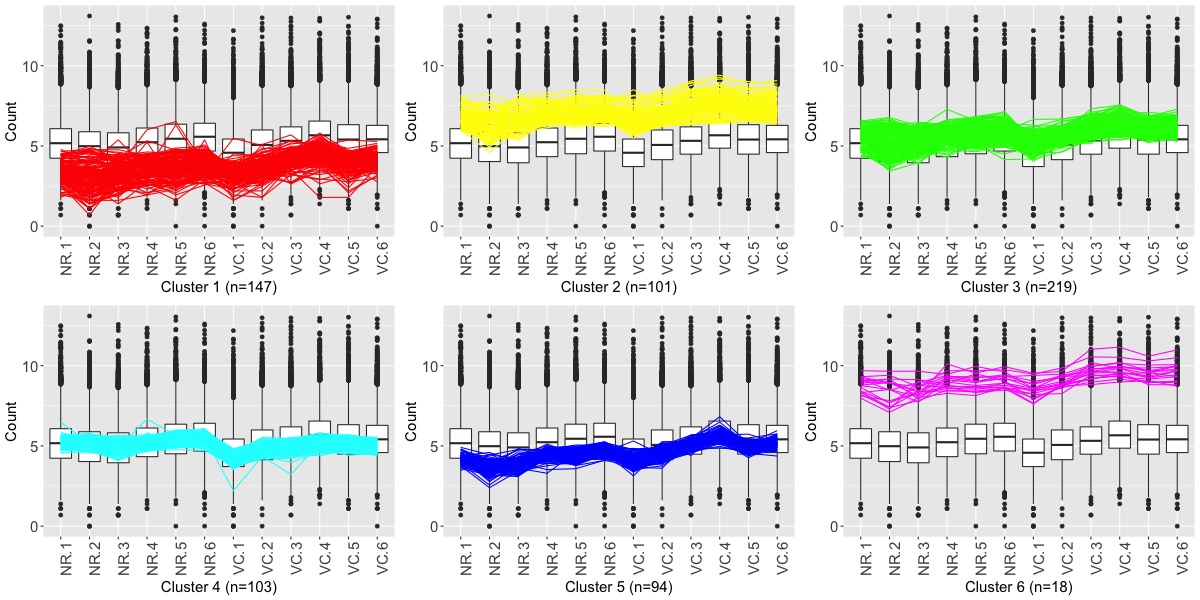 Count
10
5
0
NR.1 NR.2 NR.3 NR.4 NR.5 NR.6 VC.1 VC.2 VC.3 VC.4 VC.5 VC.6
Cluster 1 (n=147)
Count
10
5
0
NR.1 NR.2 NR.3 NR.4 NR.5 NR.6 VC.1 VC.2 VC.3 VC.4 VC.5 VC.6
Cluster 2 (n=101)
Count
10
5
0
NR.1 NR.2 NR.3 NR.4 NR.5 NR.6 VC.1 VC.2 VC.3 VC.4 VC.5 VC.6
Cluster 3 (n=219)
Count
10
5
0
NR.1 NR.2 NR.3 NR.4 NR.5 NR.6 VC.1 VC.2 VC.3 VC.4 VC.5 VC.6
Cluster 4 (n=103)
Count
10
5
0
NR.1 NR.2 NR.3 NR.4 NR.5 NR.6 VC.1 VC.2 VC.3 VC.4 VC.5 VC.6
Cluster 5 (n=94)
Count
10
5
0
NR.1 NR.2 NR.3 NR.4 NR.5 NR.6 VC.1 VC.2 VC.3 VC.4 VC.5 VC.6
Cluster 6 (n=18)